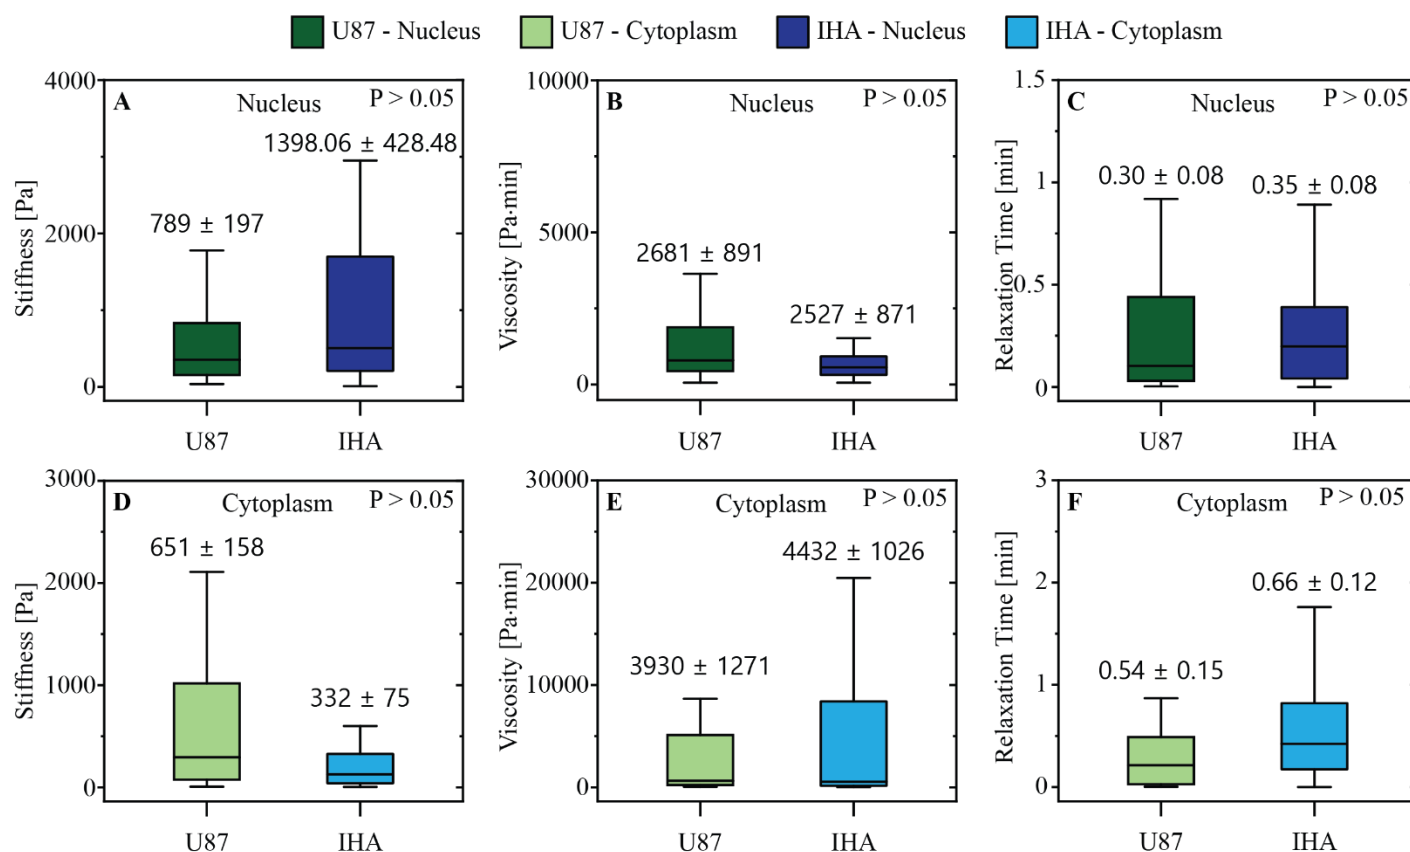 U87 - Nucleus U87 - Cytoplasm IHA - Nucleus IHA - Cytoplasm
A Nucleus P > 0.05
Stiffness [Pa]
4000
2000
0
789 ± 197
1398.06 ± 428.48
U87 IHA
B Nucleus P > 0.05
Viscosity [Pa·min]
10000
5000
0
2681 ± 891
2527 ± 871
U87 IHA
C Nucleus P > 0.05
Relaxation Time [min]
1.5
1
0.5
0
0.30 ± 0.08
0.35 ± 0.08
U87 IHA
D Cytoplasm P > 0.05
Stiffness [Pa]
3000
2000
1000
0
651 ± 158
332 ± 75
U87 IHA
E Cytoplasm P > 0.05
Viscosity [Pa·min]
30000
20000
10000
0
3930 ± 1271
4432 ± 1026
U87 IHA
F Cytoplasm P > 0.05
Relaxation Time [min]
3
2
1
0
0.54 ± 0.15
0.66 ± 0.12
U87 IHA